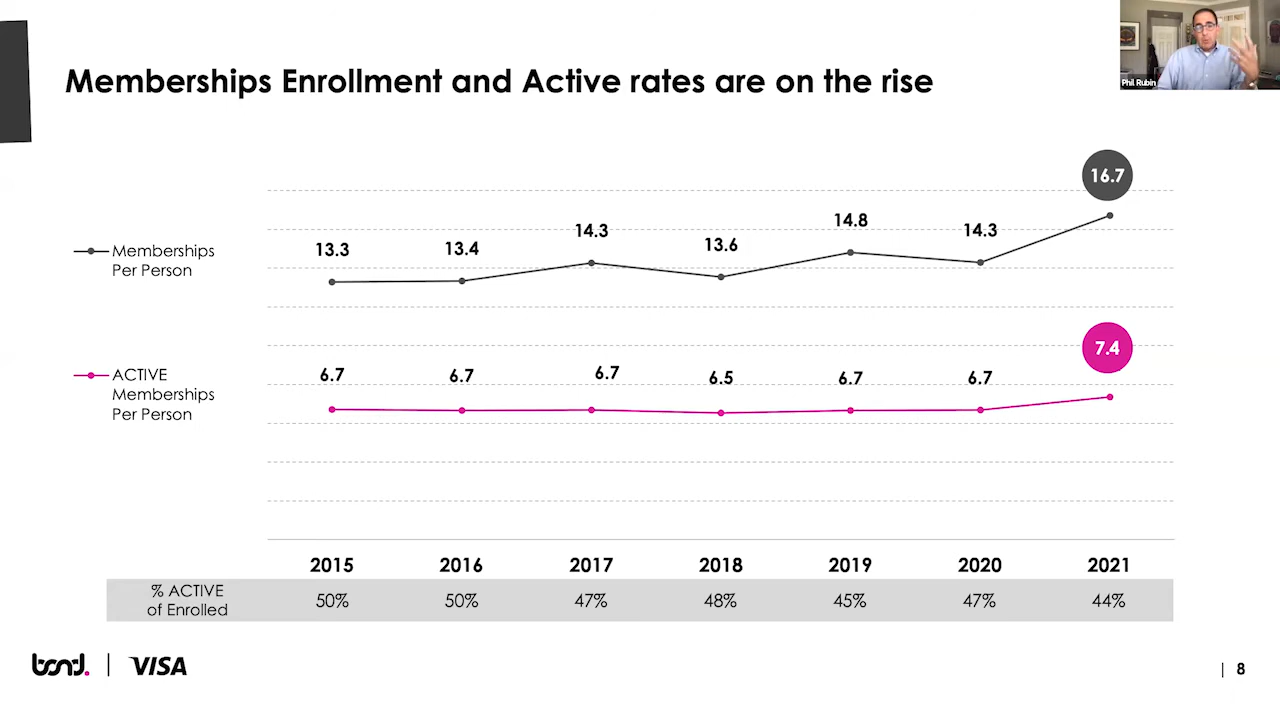 Phil Rubin
Memberships Enrollment and Active rates are on the rise
16.7
14.8
14.3
14.3
13.6
13.3
13.4
Memberships
Per Person
7.4
ACTIVE
Memberships
Per Person
6.7
6.7
6.7
6.5
6.7
6.7
2015
2016
2017
2018
2019
2020
2021
% ACTIVE
of Enrolled
50%
50%
47%
48%
45%
47%
44%
bond.
VISA
| 8